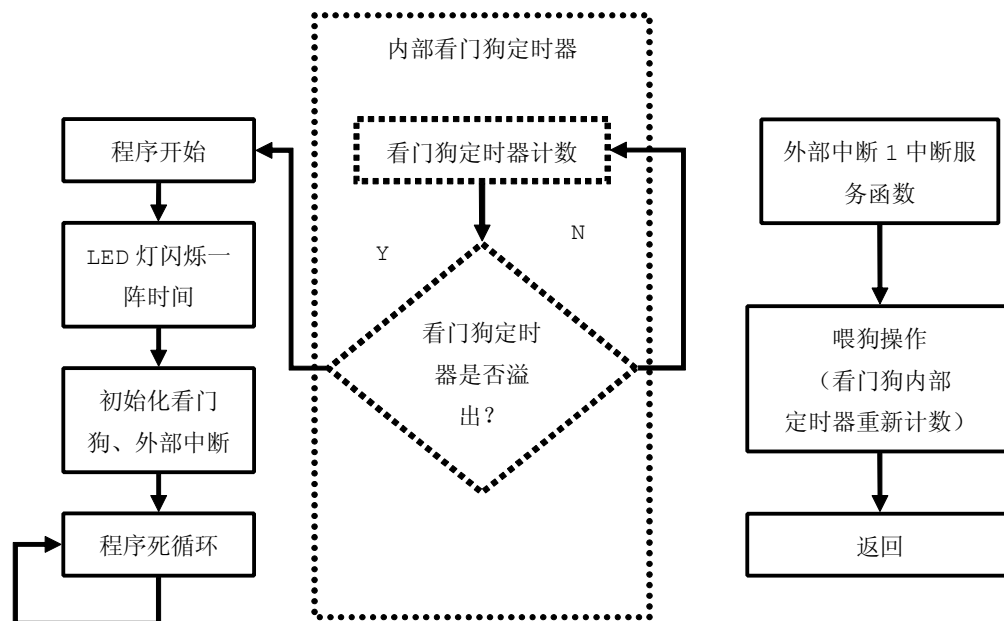 内部看门狗定时器
程序开始
LED 灯闪烁一
阵时间
初始化看门
狗、外部中断
程序死循环
看门狗定时器计数
Y
N
看门狗定时
器是否溢
出?
外部中断 1 中断服
务函数
喂狗操作
（看门狗内部
定时器重新计数）
返回